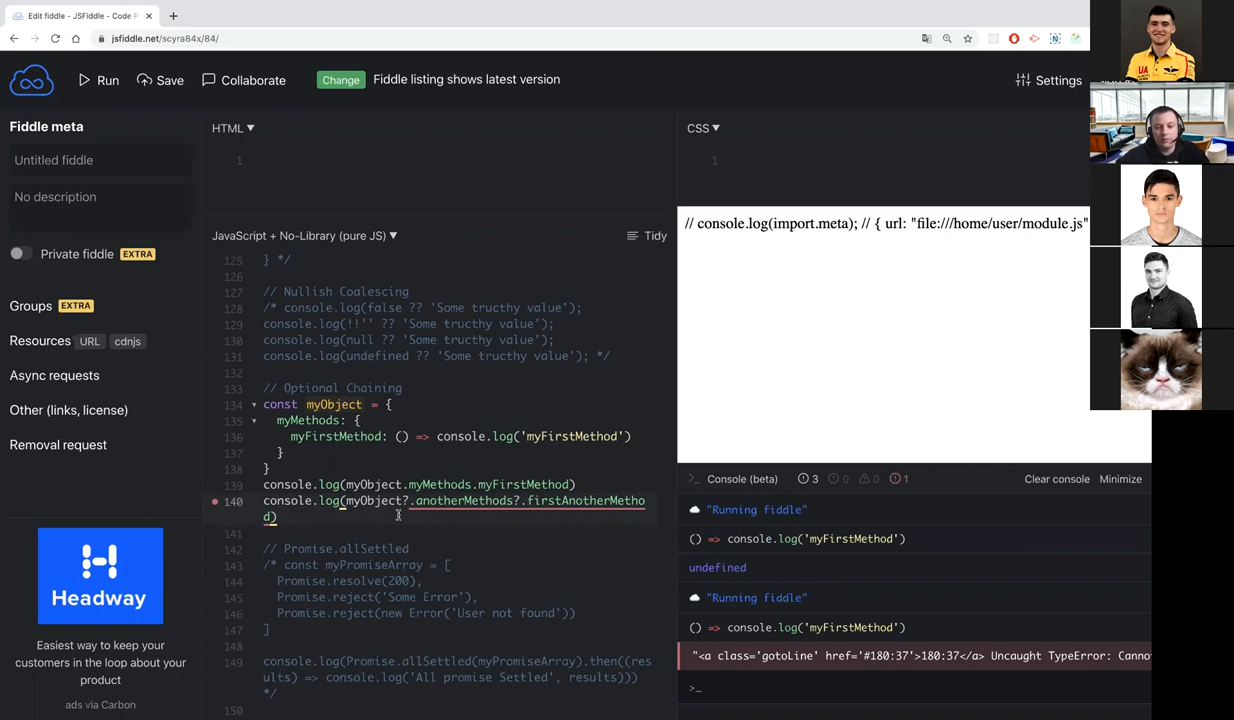 Edit fiddle - JSFiddle - Code P
jsfiddle.net/scyra84x/84/
Run
Save
Collaborate
Change
Fiddle listing shows latest version
Settings
Fiddle meta
Untitled fiddle
No description
Private fiddle EXTRA
Groups EXTRA
Resources URL cdnjs
Async requests
Other (links, license)
Removal request
Headway
Easiest way to keep your
customers in the loop about your
product
ads via Carbon
HTML
1
CSS
1
JavaScript + No-Library (pure JS)
Tidy
125 } */
126
127 // Nullish Coalescing
128 /* console.log(false ?? 'Some tructhy value');
129 console.log(!!'' ?? 'Some tructhy value');
130 console.log(null ?? 'Some tructhy value');
131 console.log(undefined ?? 'Some tructhy value'); */
132
133 // Optional Chaining
134 const myObject = {
135 myMethods: {
136 myFirstMethod: () => console.log('myFirstMethod')
137 }
138 }
139 console.log(myObject.myMethods.myFirstMethod)
140 console.log(myObject?.anotherMethods?.firstAnotherMetho
d)
141
142 // Promise.allSettled
143 /* const myPromiseArray = [
144 Promise.resolve(200),
145 Promise.reject('Some Error'),
146 Promise.reject(new Error('User not found'))
147 ]
148
149 console.log(Promise.allSettled(myPromiseArray).then((res
ults) => console.log('All promise Settled', results)))
*/
150
// console.log(import.meta); // { url: "file:///home/user/module.js"
>_ Console (beta)
3
0
0
1
Clear console
Minimize
"Running fiddle"
() => console.log('myFirstMethod')
undefined
"Running fiddle"
() => console.log('myFirstMethod')
"<a class='gotoLine' href='#180:37'>180:37</a> Uncaught TypeError: Canno
>_
UA